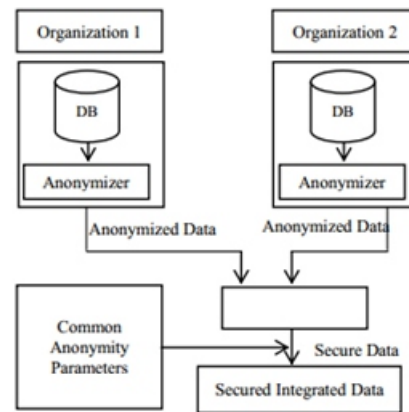 Organization 1
Organization 2
DB
DB
Anonymizer
Anonymizer
Anonymized Data
Anonymized Data
Common
Anonymity
Parameters
Secure Data
Secured Integrated Data